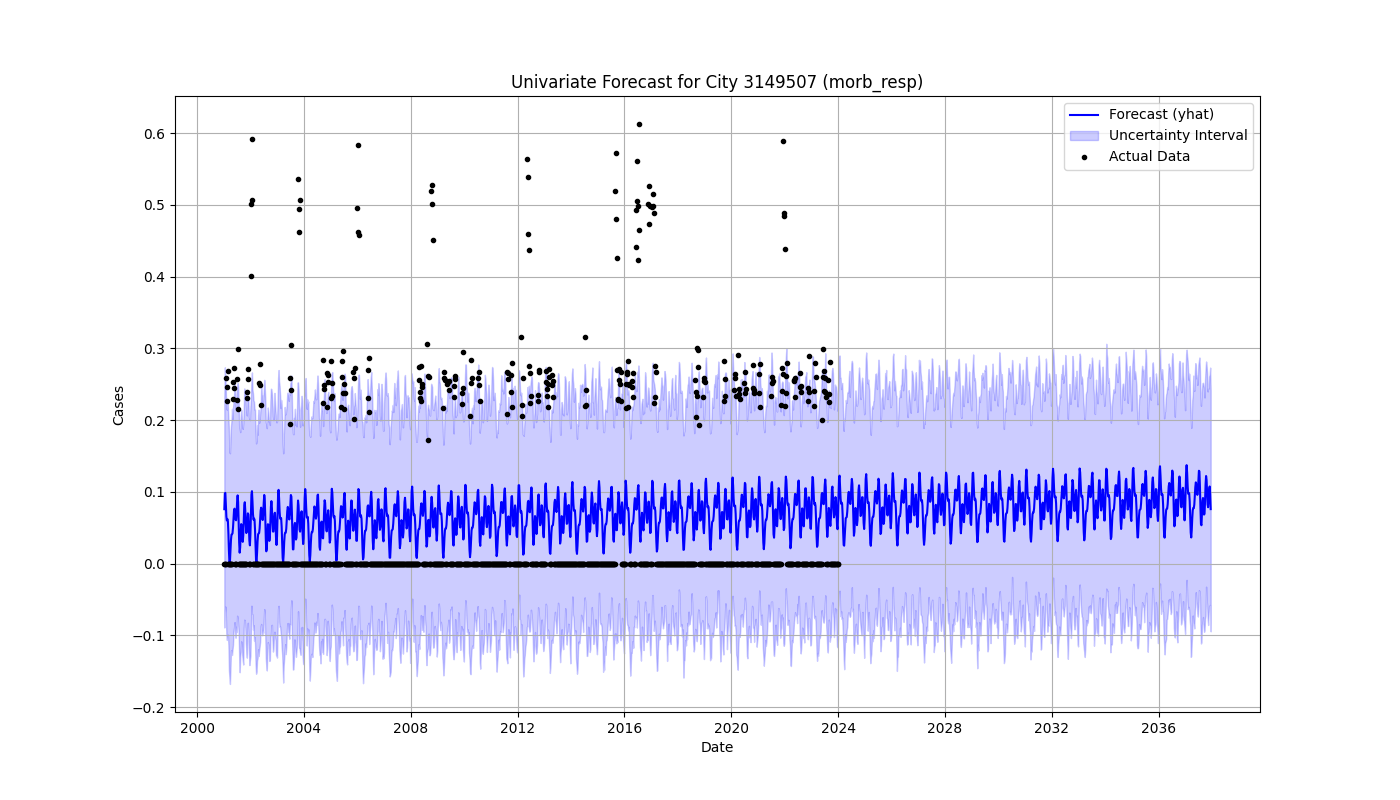 Univariate Forecast for City 3149507 (morb_resp)
Forecast (yhat)
Uncertainty Interval
Actual Data
Cases
0.6
0.5
0.4
0.3
0.2
0.1
0.0
−0.1
−0.2
2000 2004 2008 2012 2016 2020 2024 2028 2032 2036
Date